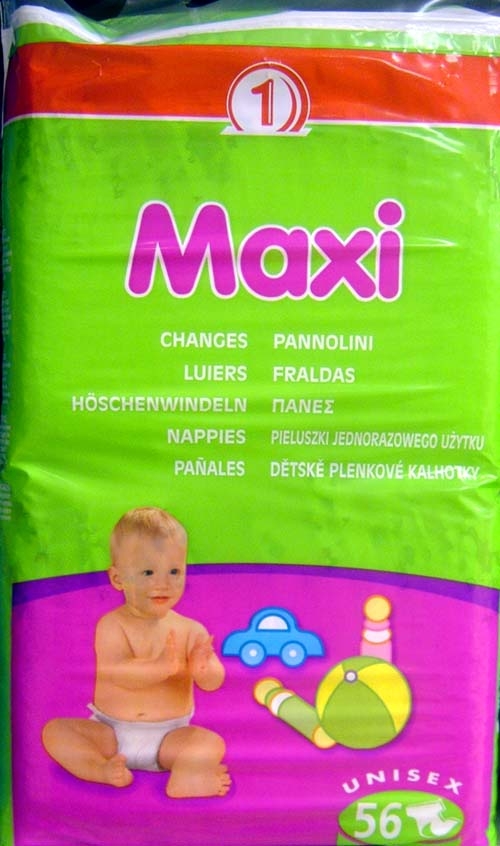 1
Maxi
CHANGES PANNOLINI
LUIERS FRALDAS
HÖSCHENWINDELN ΠΑΝΕΣ
NAPPIES PIELUSZKI JEDNORAZOWEGO UŻYTKU
PAÑALES DĚTSKÉ PLENKOVÉ KALHOTKY
UNISEX
56